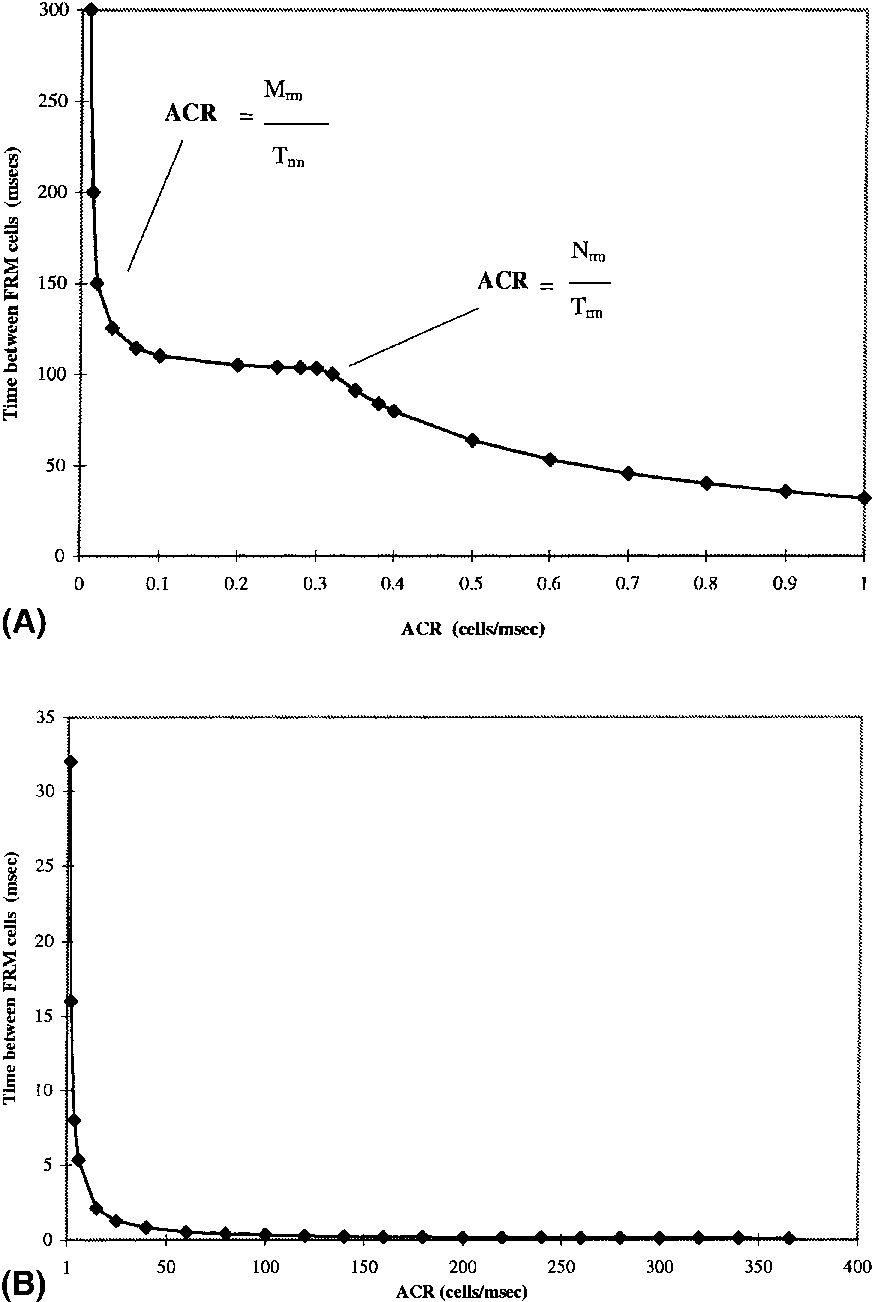 300
250
200
150
100
50
0
Time between FRM cells (msecs)
ACR = Mrm
Trm
ACR = Nrm
Trm
0 0.1 0.2 0.3 0.4 0.5 0.6 0.7 0.8 0.9 1
(A)
ACR (cells/msec)
35
30
25
20
15
10
5
0
Time between FRM cells (msec)
1 50 100 150 200 250 300 350 400
(B)
ACR (cells/msec)